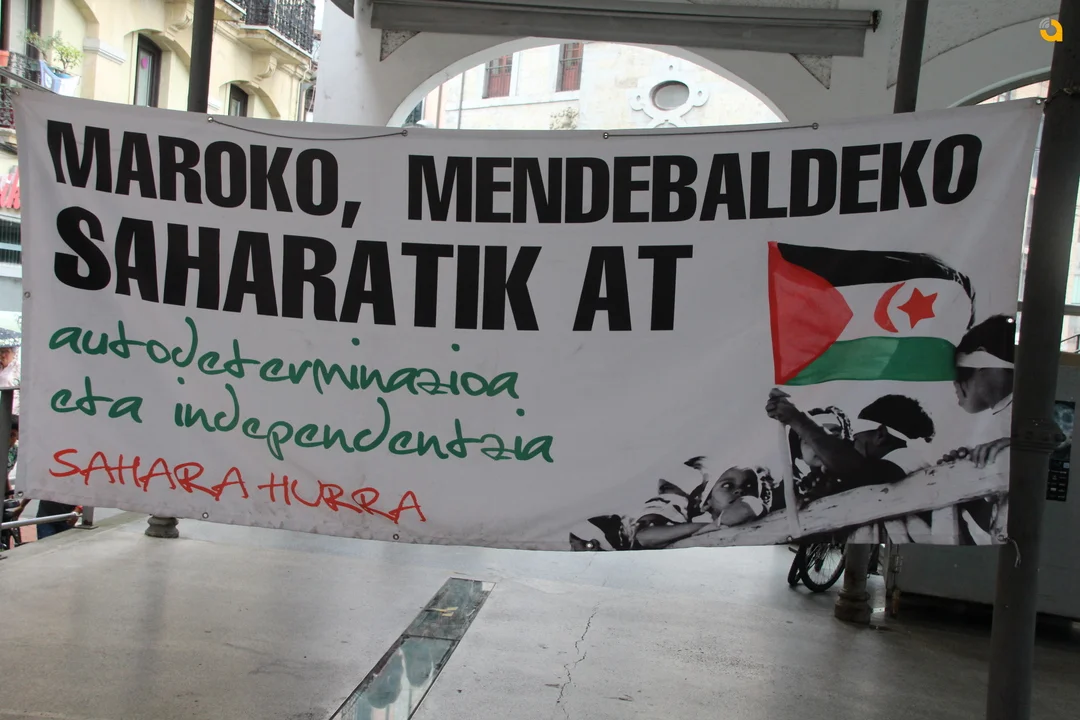 MAROKO, MENDEBALDEKO
SAHARATIK AT
autodeterminazioa
eta independentzia
SAHARA HURRA